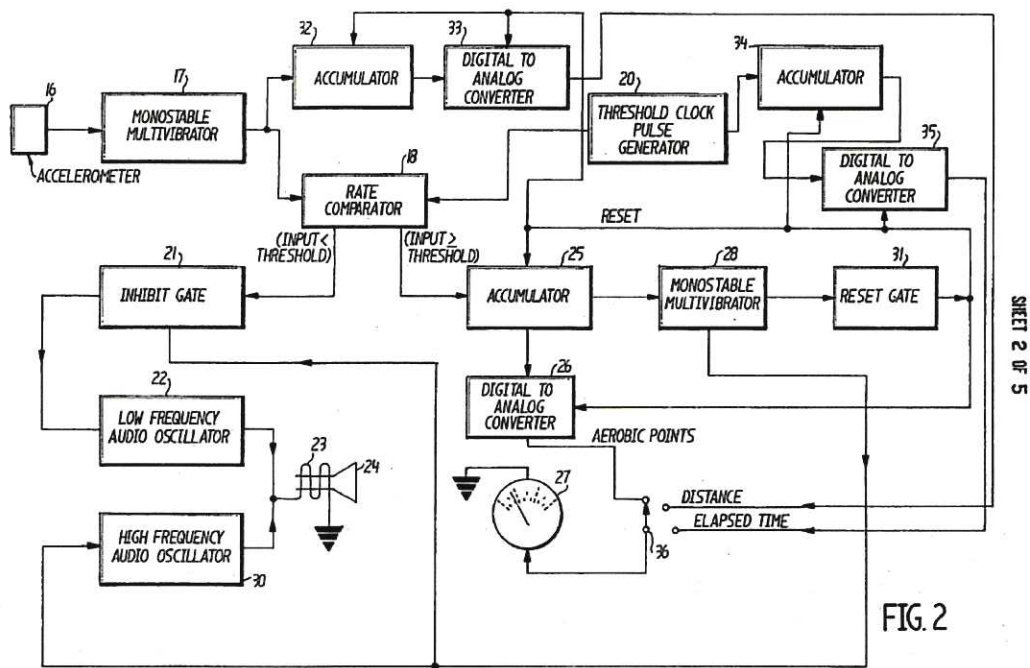 32
ACCUMULATOR
33
DIGITAL TO
ANALOG
CONVERTER
34
ACCUMULATOR
16
ACCELEROMETER
17
MONOSTABLE
MULTIVIBRATOR
20
THRESHOLD CLOCK
PULSE
GENERATOR
35
DIGITAL TO
ANALOG
CONVERTER
18
RATE
COMPARATOR
(INPUT <
THRESHOLD)
(INPUT ≥
THRESHOLD)
RESET
21
INHIBIT GATE
25
ACCUMULATOR
28
MONOSTABLE
MULTIVIBRATOR
31
RESET GATE
SHEET 2 OF 5
22
LOW FREQUENCY
AUDIO OSCILLATOR
23
24
26
DIGITAL TO
ANALOG
CONVERTER
AEROBIC POINTS
27
DISTANCE
ELAPSED TIME
36
HIGH FREQUENCY
AUDIO OSCILLATOR
30
FIG. 2